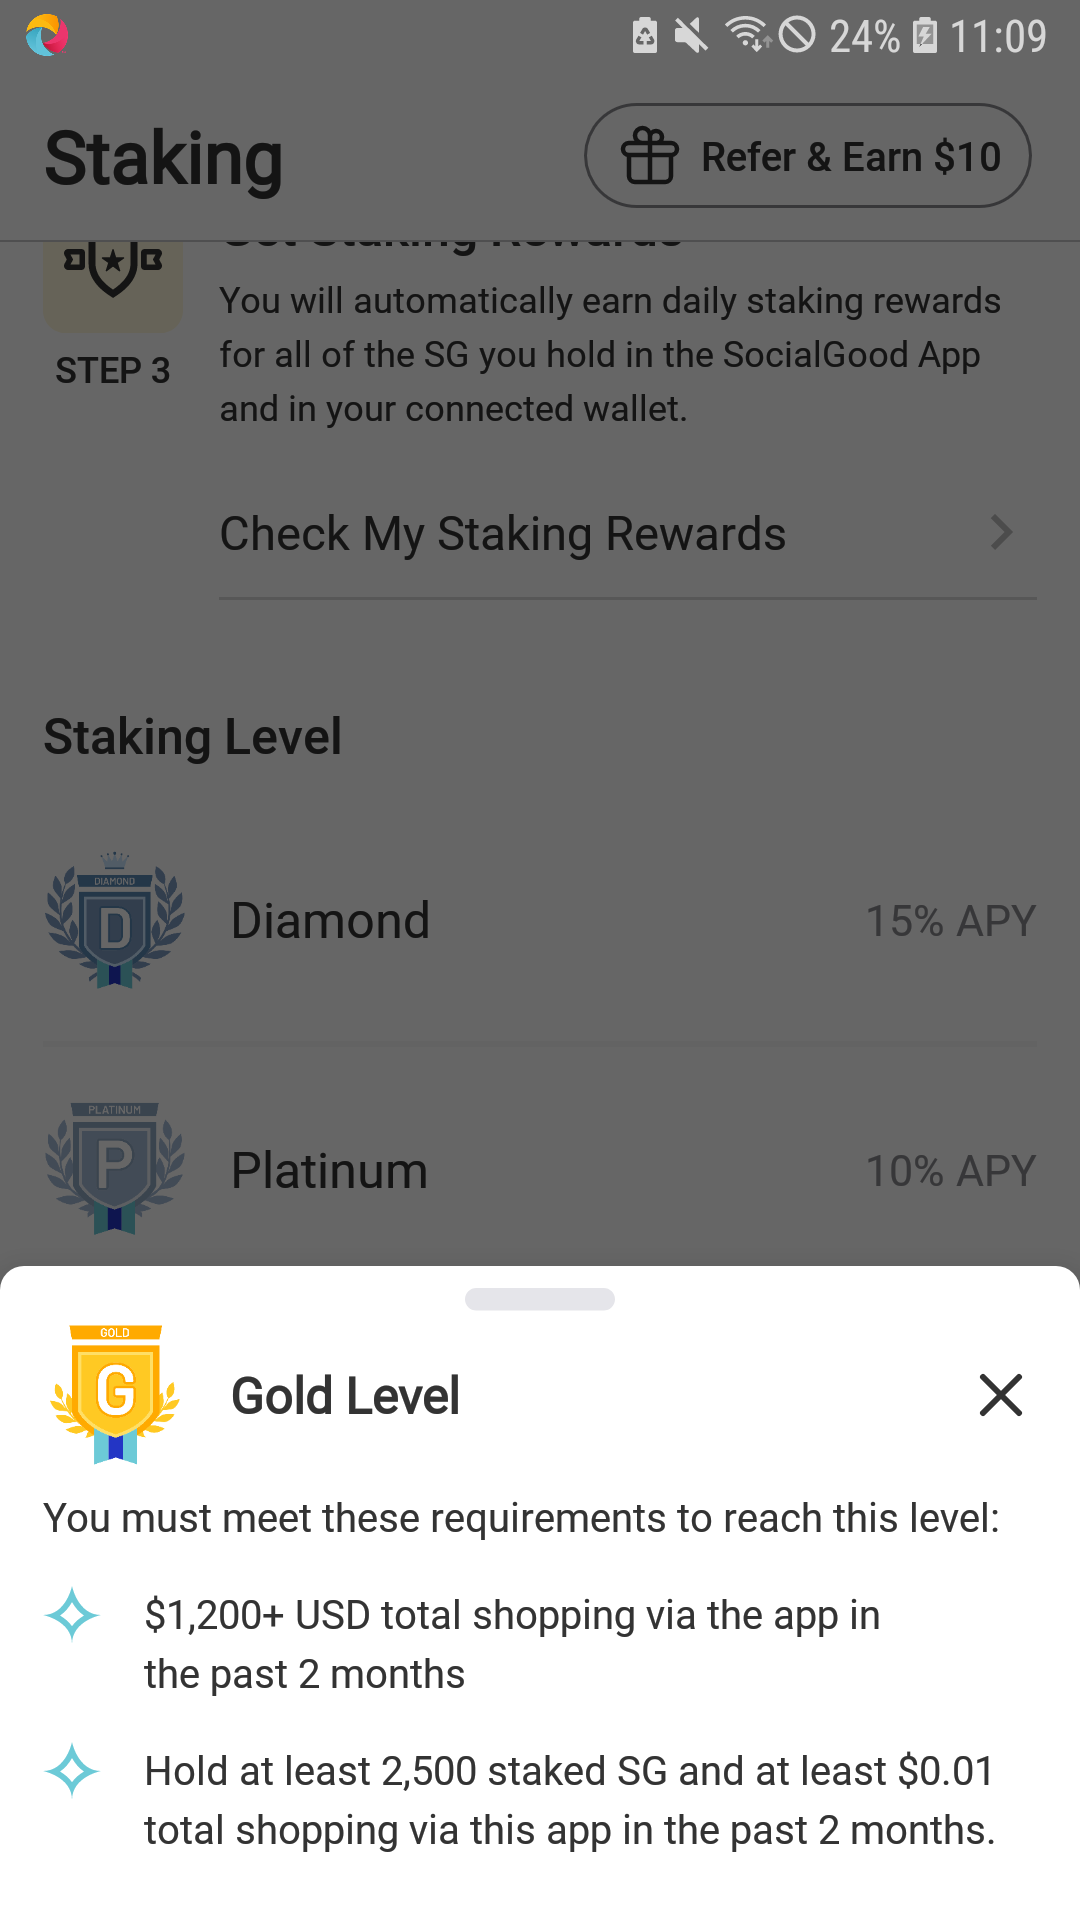 24% 11:09
Staking
Refer & Earn $10
Get Staking Rewards
You will automatically earn daily staking rewards
for all of the SG you hold in the SocialGood App
and in your connected wallet.
STEP 3
Check My Staking Rewards
Staking Level
DIAMOND
D
Diamond
15% APY
PLATINUM
P
Platinum
10% APY
GOLD
G
Gold Level
You must meet these requirements to reach this level:
$1,200+ USD total shopping via the app in
the past 2 months
Hold at least 2,500 staked SG and at least $0.01
total shopping via this app in the past 2 months.